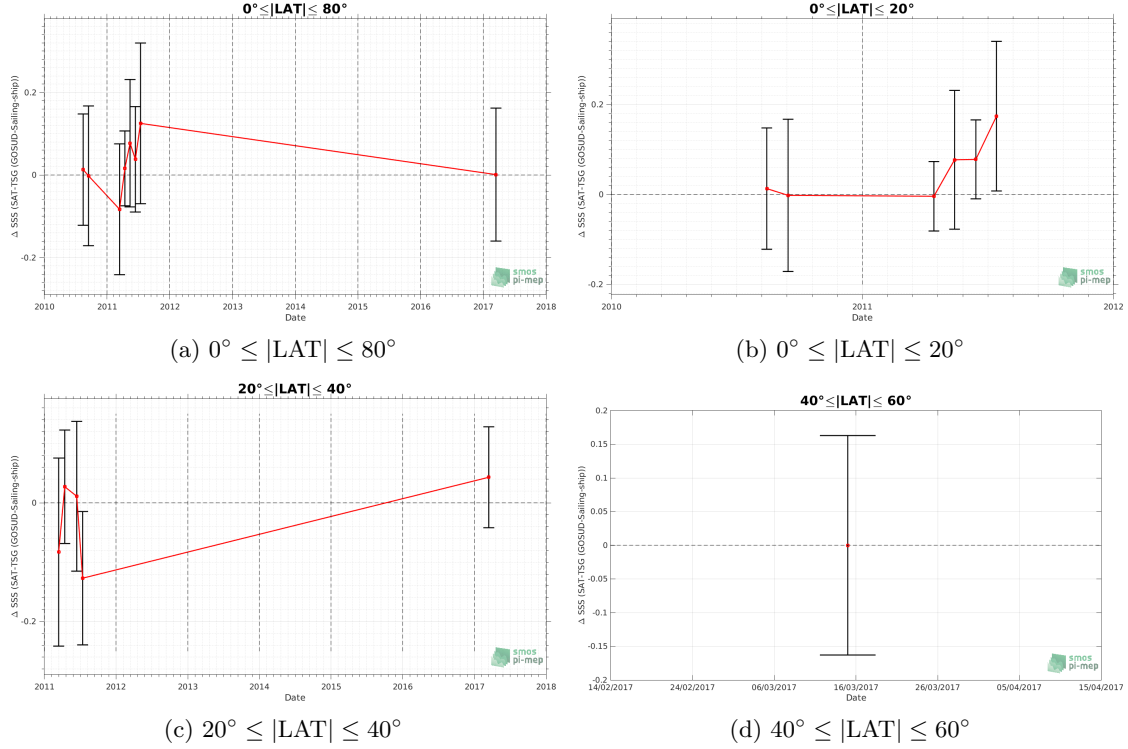 0°≤|LAT|≤ 80°
Δ SSS (SAT-TSG (GOSUD-Sailing-ship))
0.2
0
-0.2
2010 2011 2012 2013 2014 2015 2016 2017 2018
Date
smos
pi-mep
(a) 0° ≤ |LAT| ≤ 80°
0°≤|LAT|≤ 20°
Δ SSS (SAT-TSG (GOSUD-Sailing-ship))
0.2
0
-0.2
2010 2011 2012
Date
smos
pi-mep
(b) 0° ≤ |LAT| ≤ 20°
20°≤|LAT|≤ 40°
Δ SSS (SAT-TSG (GOSUD-Sailing-ship))
0
-0.2
2011 2012 2013 2014 2015 2016 2017 2018
Date
smos
pi-mep
(c) 20° ≤ |LAT| ≤ 40°
40°≤|LAT|≤ 60°
Δ SSS (SAT-TSG (GOSUD-Sailing-ship))
0.2
0.15
0.1
0.05
0
-0.05
-0.1
-0.15
-0.2
14/02/2017 24/02/2017 06/03/2017 16/03/2017 26/03/2017 05/04/2017 15/04/2017
Date
smos
pi-mep
(d) 40° ≤ |LAT| ≤ 60°